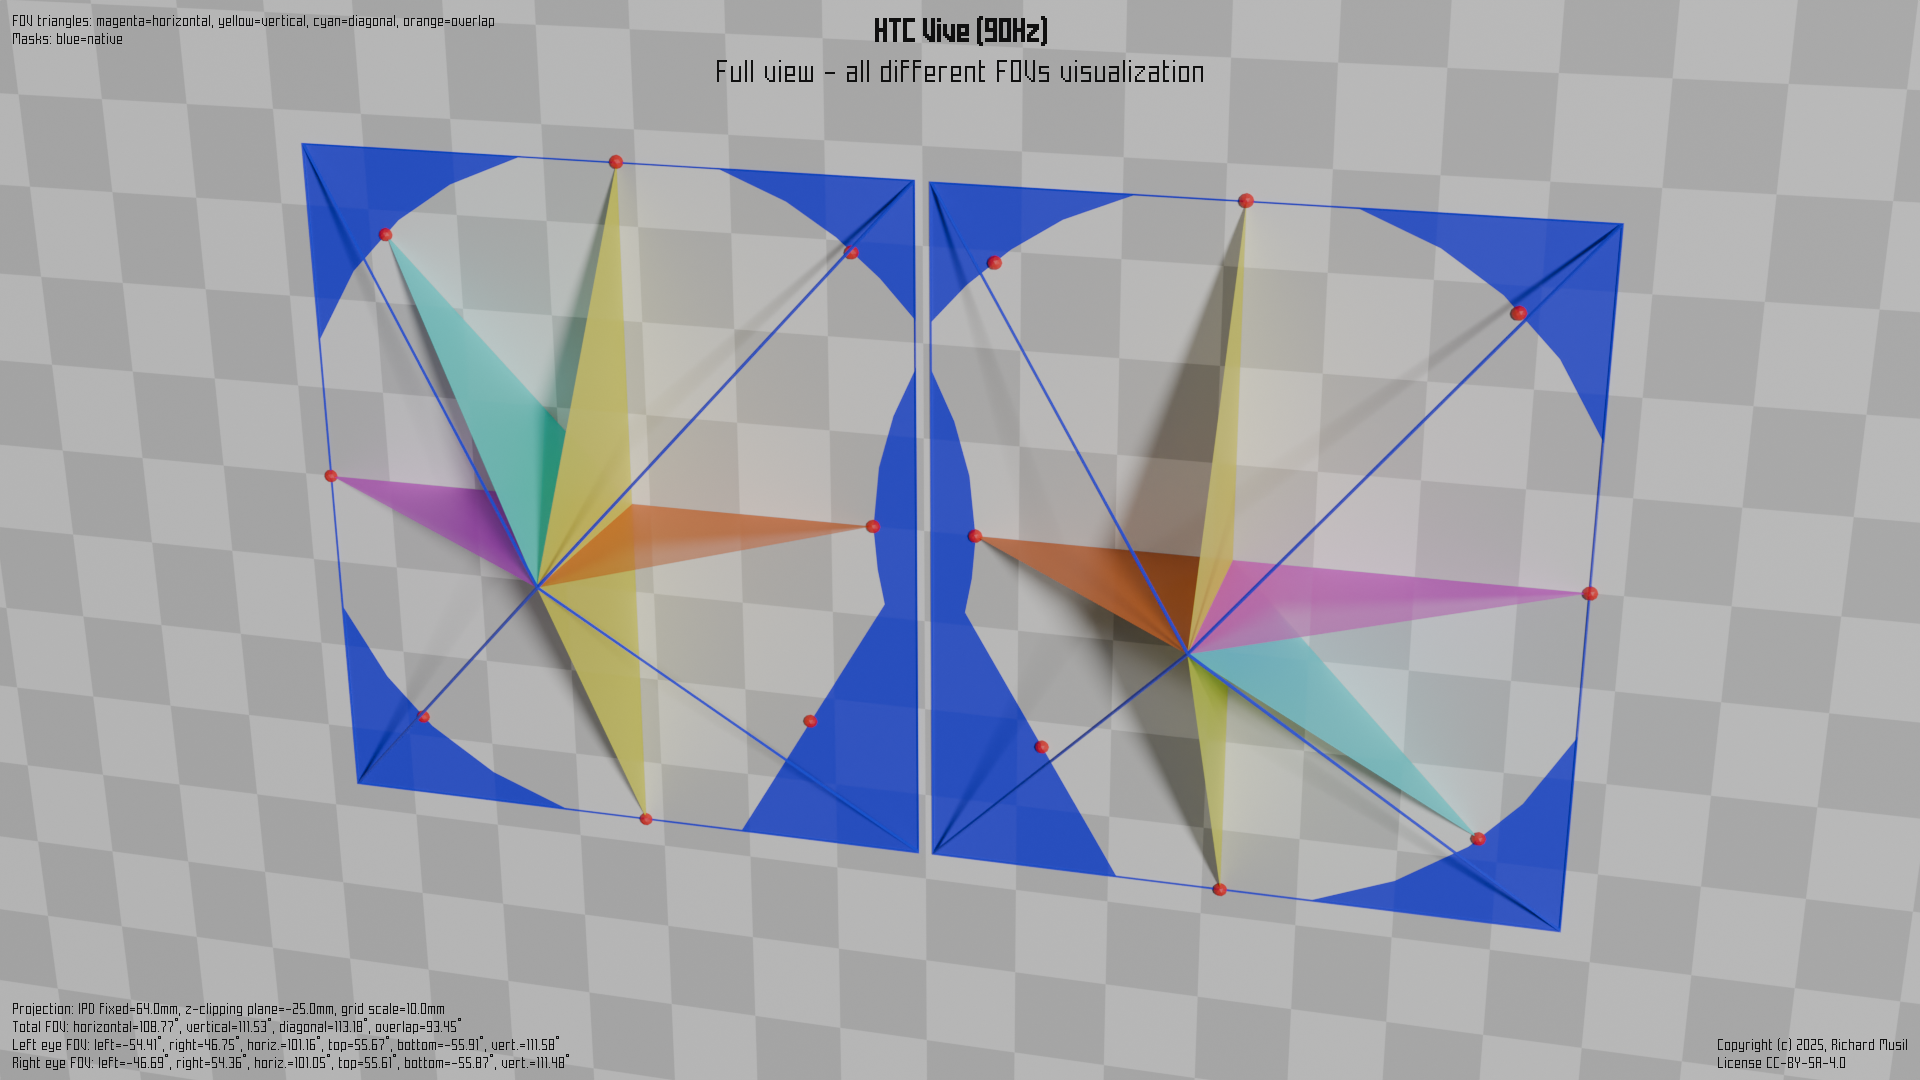 FOV triangles: magenta=horizontal, yellow=vertical, cyan=diagonal, orange=overlap
Masks: blue=native
HTC Vive (90Hz)
Full view - all different FOVs visualization
Projection: IPD fixed=64.0mm, z-clipping plane=-25.0mm, grid scale=10.0mm
Total FOV: horizontal=108.77°, vertical=111.53°, diagonal=113.18°, overlap=93.45°
Left eye FOV: left=-54.41°, right=46.75°, horiz.=101.16°, top=55.67°, bottom=-55.91°, vert.=111.58°
Right eye FOV: left=-46.69°, right=54.36°, horiz.=101.05°, top=55.61°, bottom=-55.87°, vert.=111.48°
Copyright (c) 2025, Richard Musil
License CC-BY-SA-4.0